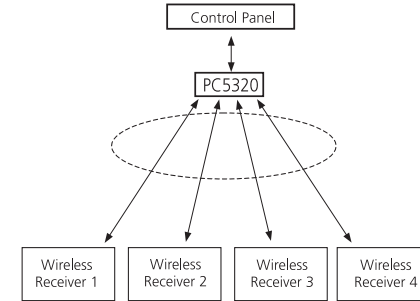 Control Panel
PC5320
Wireless
Receiver 1
Wireless
Receiver 2
Wireless
Receiver 3
Wireless
Receiver 4